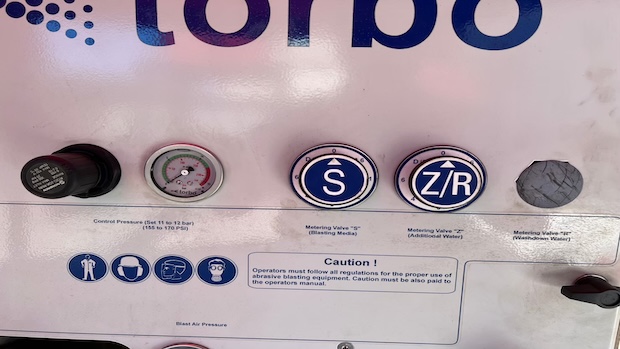 torbo
S
Z/R
Control Pressure (Set 11 to 12 bar)
(155 to 170 PSI)
Metering Valve "S"
(Blasting Media)
Metering Valve "Z"
(Additional Water)
Metering Valve "R"
(Washdown Water)
Caution !
Operators must follow all regulations for the proper use of
abrasive blasting equipment. Caution must be also paid to
the operators manual.
Blast Air Pressure